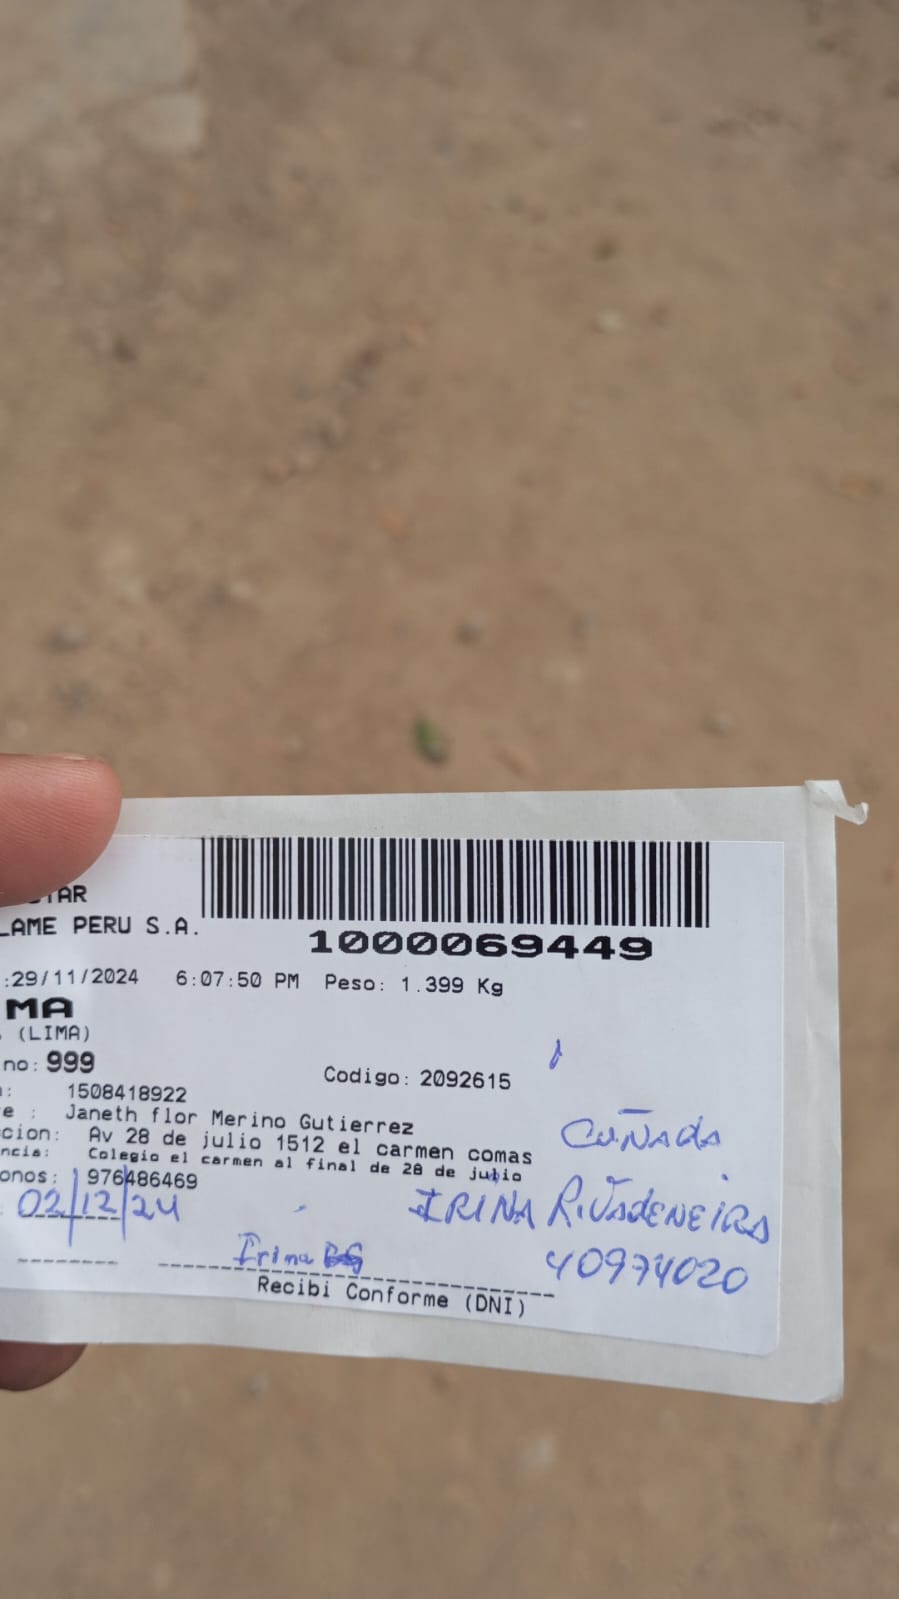 TAR
LAME PERU S.A.
1000069449
:29/11/2024 6:07:50 PM Peso: 1.399 Kg
MA
(LIMA)
no: 999
Codigo: 2092615
: 1508418922
e : Janeth flor Merino Gutierrez
cion: Av 28 de julio 1512 el carmen comas
ncia: Colegio el carmen al final de 28 de julio
onos: 976486469
CUÑADA
02/12/24
IRINA RIVADENEIRA
40974020
Irina
Recibi Conforme (DNI)